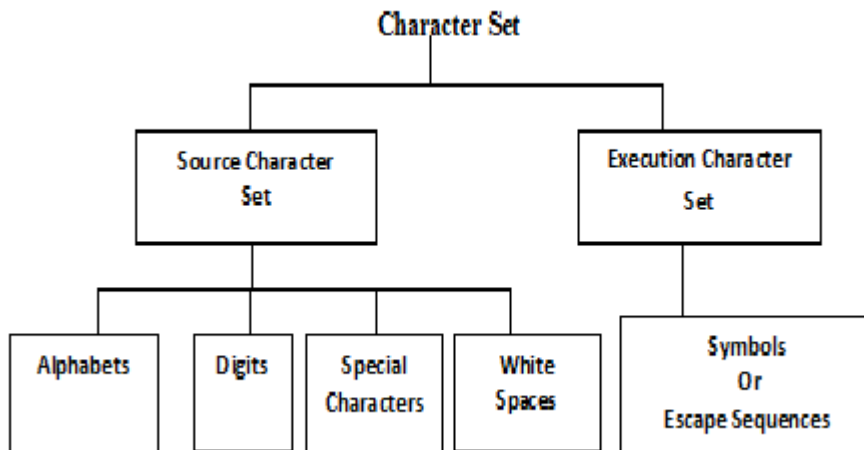 Character Set
Source Character
Set
Execution Character
Set
Alphabets
Digits
Special
Characters
White
Spaces
Symbols
Or
Escape Sequences